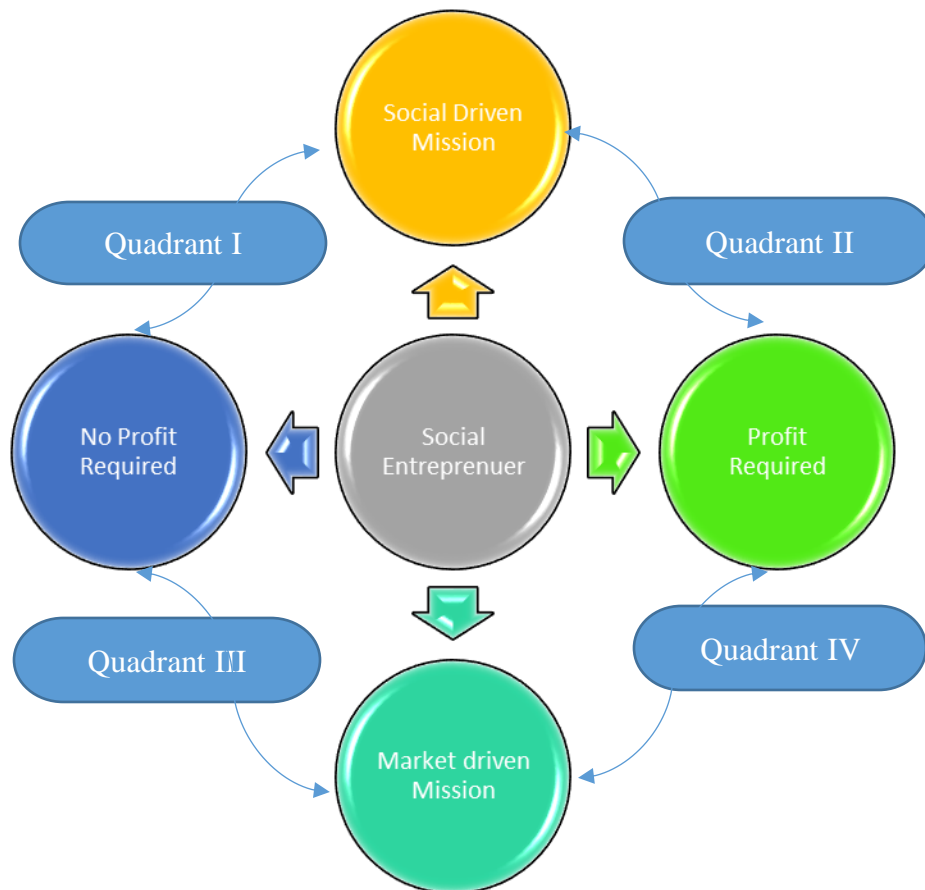 Social Driven
Mission
Quadrant I
Quadrant II
No Profit
Required
Social
Entreprenuer
Profit
Required
Quadrant III
Quadrant IV
Market driven
Mission